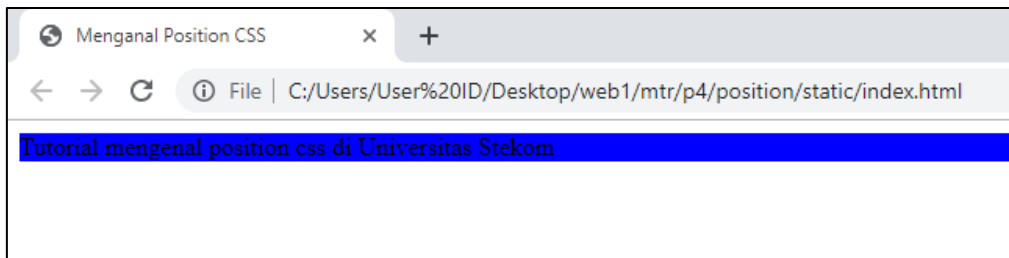 Menganal Position CSS
File | C:/Users/User%20ID/Desktop/web1/mtr/p4/position/static/index.html
Tutorial mengenal position css di Universitas Stekom